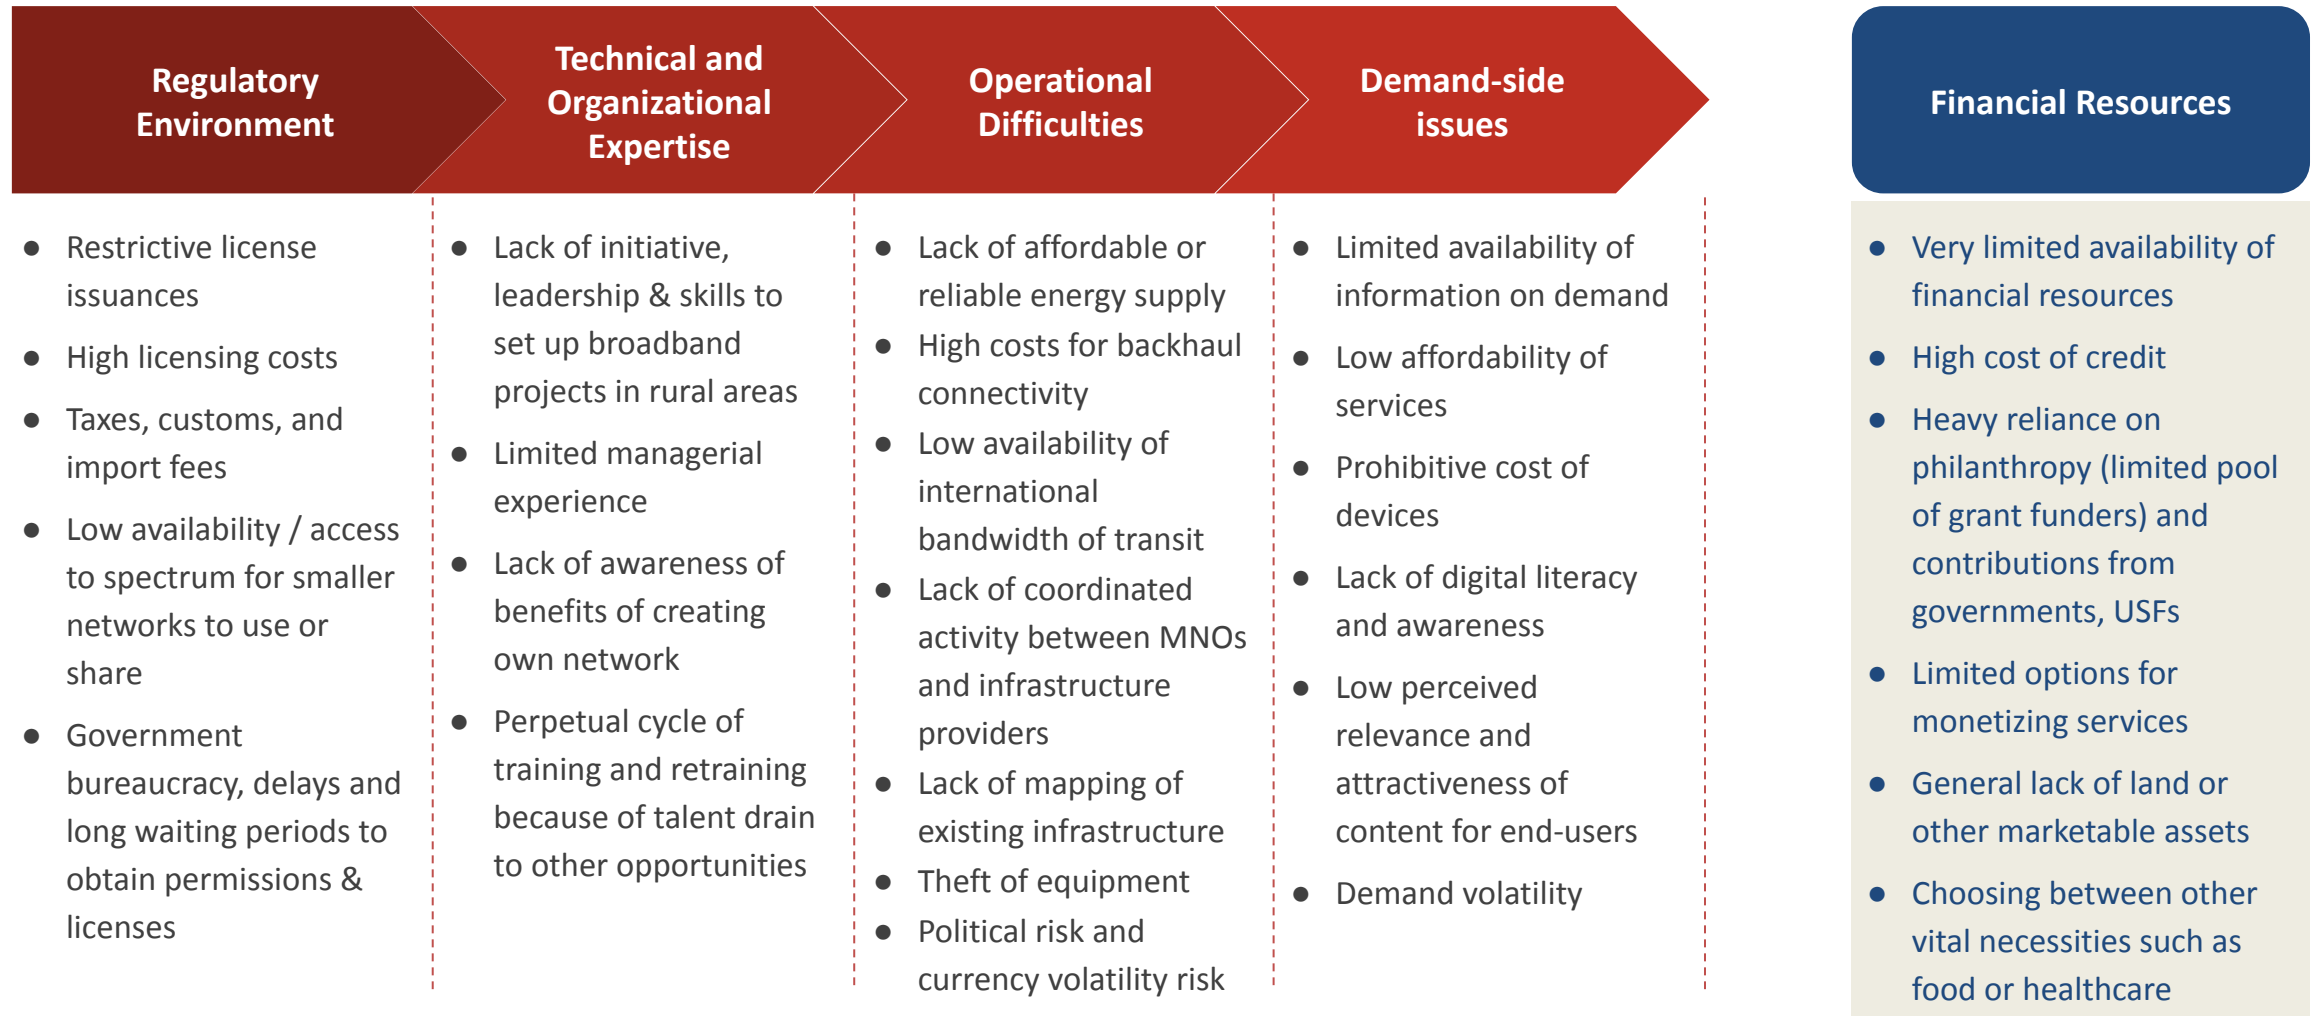 Regulatory
Environment
● Restrictive license
issuances
● High licensing costs
● Taxes, customs, and
import fees
● Low availability / access
to spectrum for smaller
networks to use or
share
● Government
bureaucracy, delays and
long waiting periods to
obtain permissions &
licenses
Technical and
Organizational
Expertise
● Lack of initiative,
leadership & skills to
set up broadband
projects in rural areas
● Limited managerial
experience
● Lack of awareness of
benefits of creating
own network
● Perpetual cycle of
training and retraining
because of talent drain
to other opportunities
Operational
Difficulties
● Lack of affordable or
reliable energy supply
● High costs for backhaul
connectivity
● Low availability of
international
bandwidth of transit
● Lack of coordinated
activity between MNOs
and infrastructure
providers
● Lack of mapping of
existing infrastructure
● Theft of equipment
● Political risk and
currency volatility risk
Demand-side
issues
● Limited availability of
information on demand
● Low affordability of
services
● Prohibitive cost of
devices
● Lack of digital literacy
and awareness
● Low perceived
relevance and
attractiveness of
content for end-users
● Demand volatility
Financial Resources
● Very limited availability of
financial resources
● High cost of credit
● Heavy reliance on
philanthropy (limited pool
of grant funders) and
contributions from
governments, USFs
● Limited options for
monetizing services
● General lack of land or
other marketable assets
● Choosing between other
vital necessities such as
food or healthcare